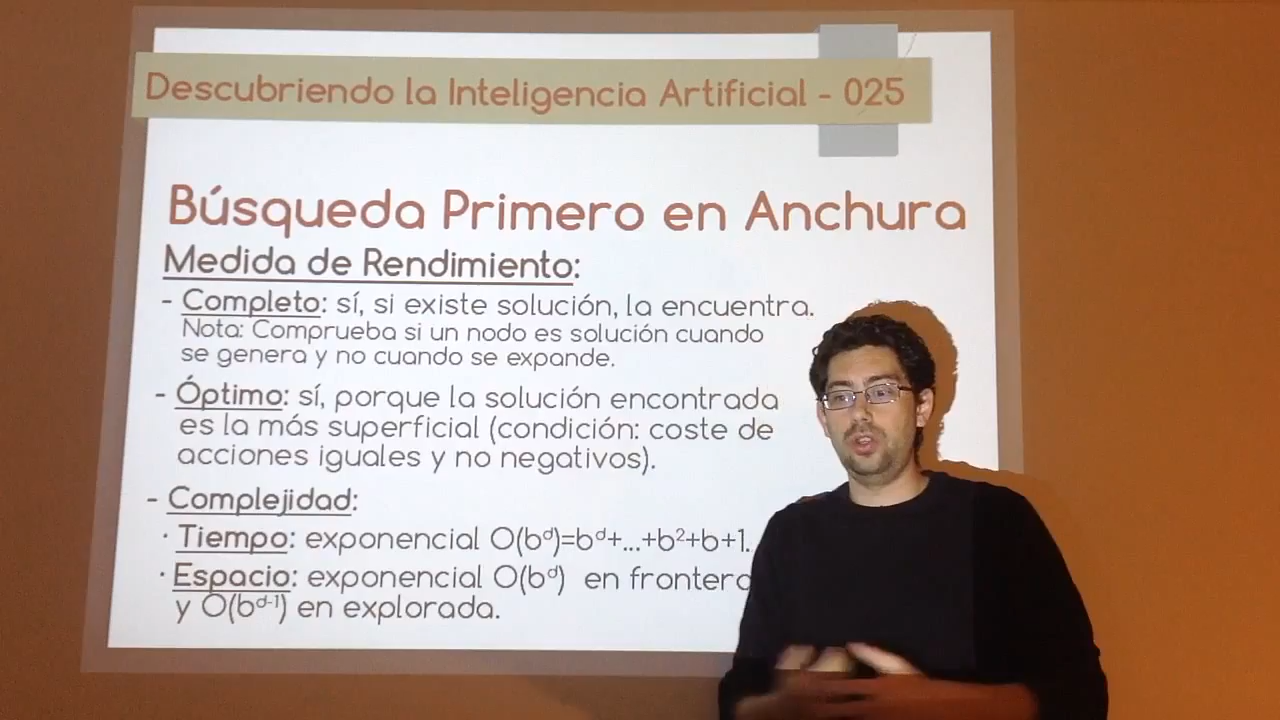 Descubriendo la Inteligencia Artificial - 025
Búsqueda Primero en Anchura
Medida de Rendimiento:
- Completo: sí, si existe solución, la encuentra.
Nota: Comprueba si un nodo es solución cuando
se genera y no cuando se expande.
- Óptimo: sí, porque la solución encontrada
es la más superficial (condición: coste de
acciones iguales y no negativos).
- Complejidad:
· Tiempo: exponencial O(bᵈ)=bᵈ+...+b²+b+1.
· Espacio: exponencial O(bᵈ) en frontera
y O(bᵈ⁻¹) en explorada.